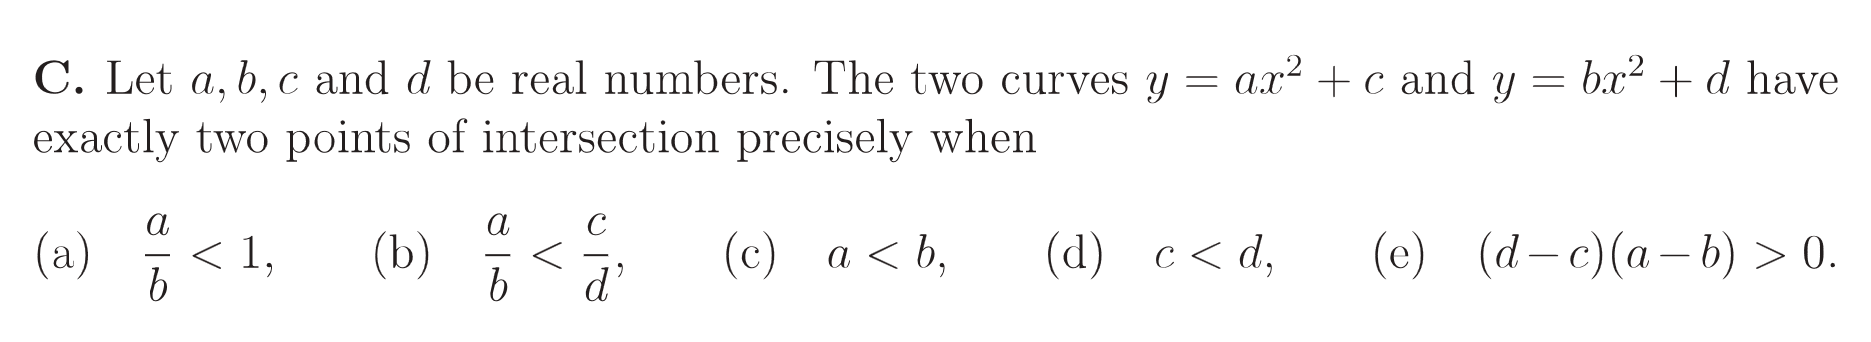 C. Let a, b, c and d be real numbers. The two curves y = ax² + c and y = bx² + d have
exactly two points of intersection precisely when
(a) a/b < 1, (b) a/b < c/d, (c) a < b, (d) c < d, (e) (d − c)(a − b) > 0.